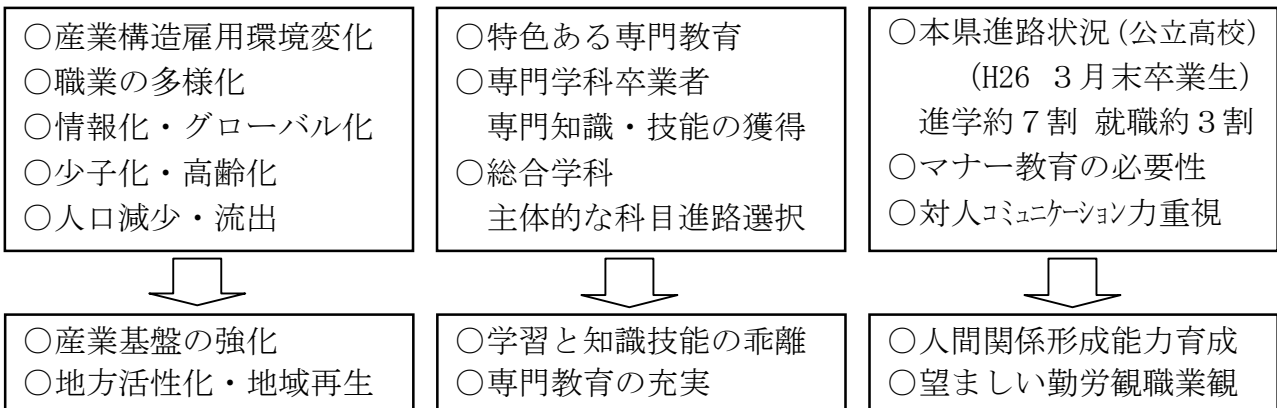 ○産業構造雇用環境変化
○職業の多様化
○情報化・グローバル化
○少子化・高齢化
○人口減少・流出
○特色ある専門教育
○専門学科卒業者
専門知識・技能の獲得
○総合学科
主体的な科目進路選択
○本県進路状況(公立高校)
(H26 3月末卒業生)
進学約7割 就職約3割
○マナー教育の必要性
○対人ｺﾐｭﾆｹｰｼｮﾝ力重視
○産業基盤の強化
○地方活性化・地域再生
○学習と知識技能の乖離
○専門教育の充実
○人間関係形成能力育成
○望ましい勤労観職業観